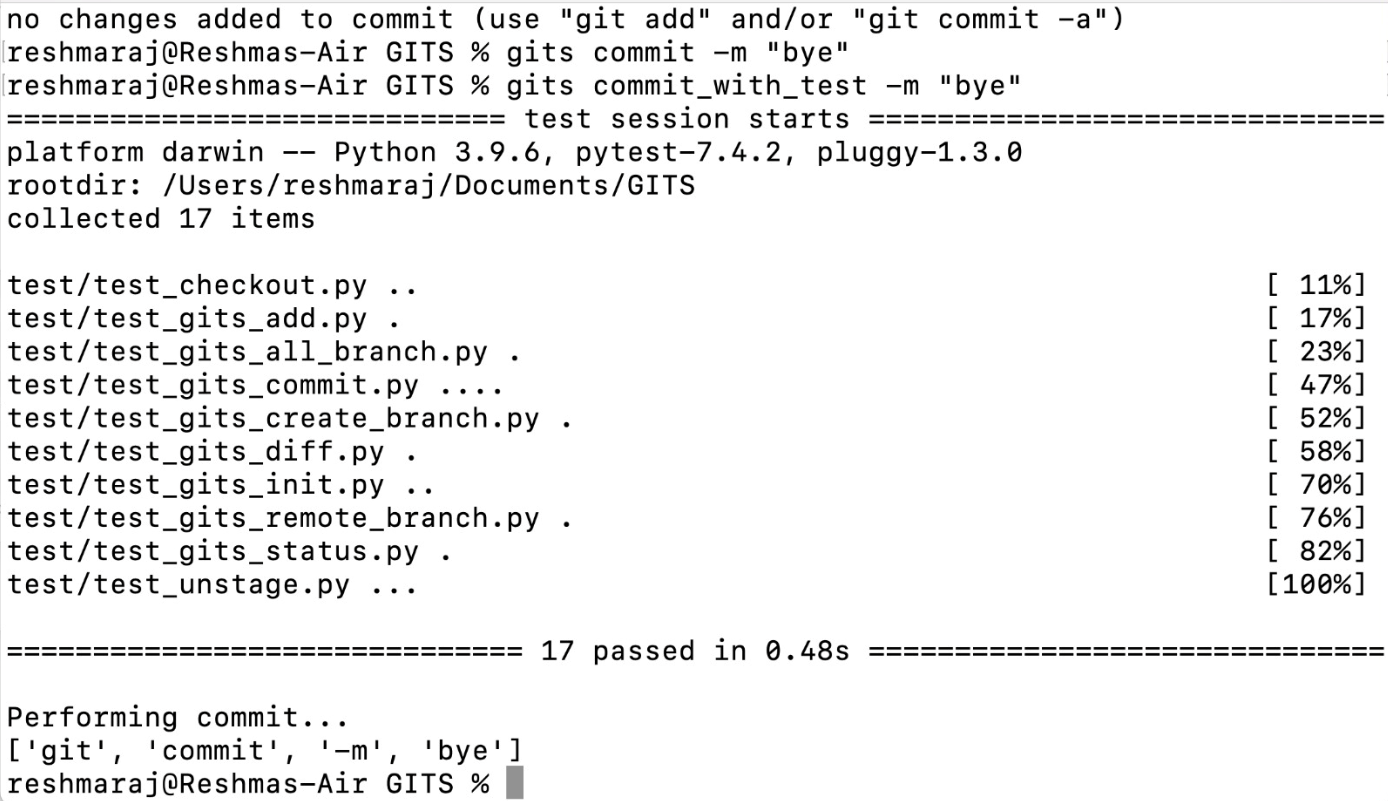 no changes added to commit (use "git add" and/or "git commit -a")
reshmaraj@Reshmas-Air GITS % gits commit -m "bye"
reshmaraj@Reshmas-Air GITS % gits commit_with_test -m "bye"
============================= test session starts ==============================
platform darwin -- Python 3.9.6, pytest-7.4.2, pluggy-1.3.0
rootdir: /Users/reshmaraj/Documents/GITS
collected 17 items

test/test_checkout.py .. [ 11%]
test/test_gits_add.py . [ 17%]
test/test_gits_all_branch.py . [ 23%]
test/test_gits_commit.py .... [ 47%]
test/test_gits_create_branch.py . [ 52%]
test/test_gits_diff.py . [ 58%]
test/test_gits_init.py .. [ 70%]
test/test_gits_remote_branch.py . [ 76%]
test/test_gits_status.py . [ 82%]
test/test_unstage.py ... [100%]

============================== 17 passed in 0.48s ==============================

Performing commit...
['git', 'commit', '-m', 'bye']
reshmaraj@Reshmas-Air GITS %